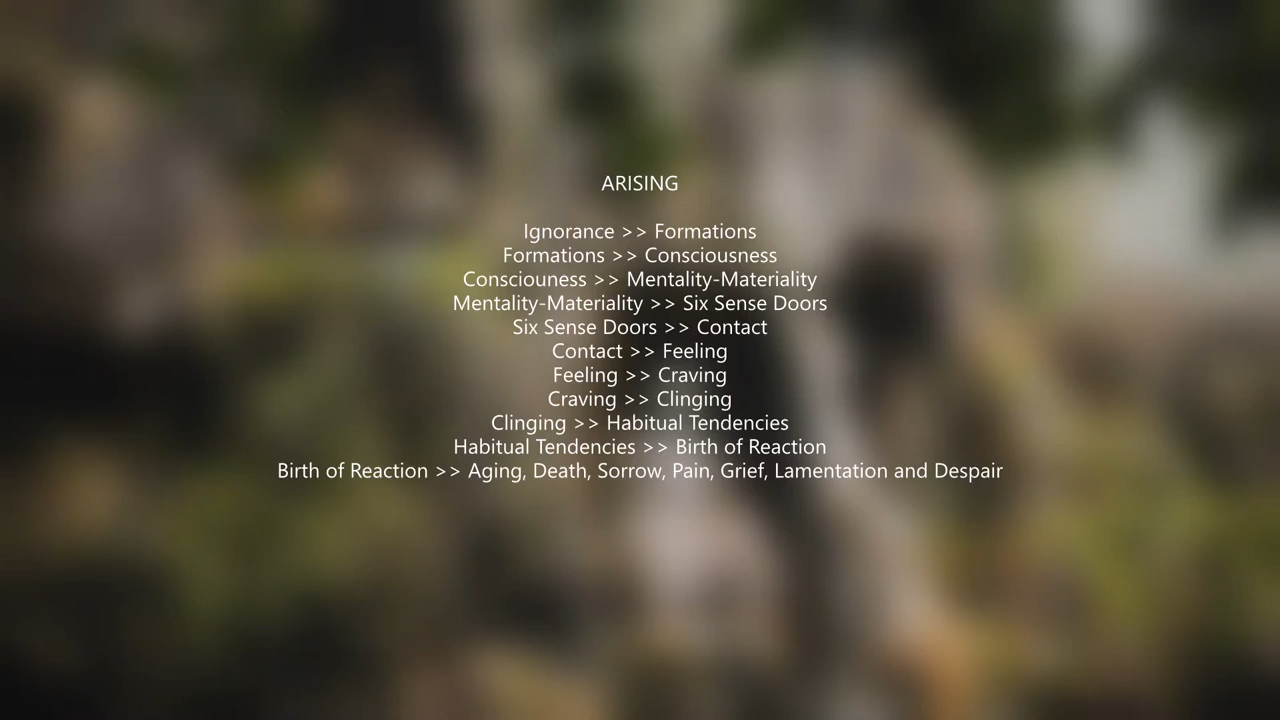 ARISING
Ignorance >> Formations
Formations >> Consciousness
Consciouness >> Mentality-Materiality
Mentality-Materiality >> Six Sense Doors
Six Sense Doors >> Contact
Contact >> Feeling
Feeling >> Craving
Craving >> Clinging
Clinging >> Habitual Tendencies
Habitual Tendencies >> Birth of Reaction
Birth of Reaction >> Aging, Death, Sorrow, Pain, Grief, Lamentation and Despair